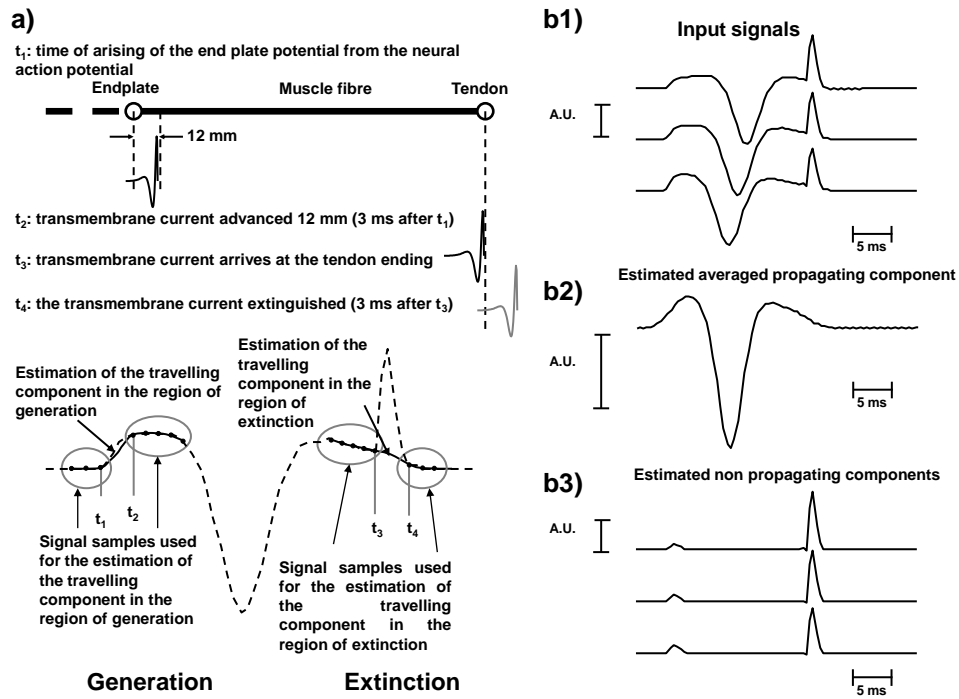 a)
t1: time of arising of the end plate potential from the neural
action potential
Endplate
Muscle fibre
Tendon
12 mm
t2: transmembrane current advanced 12 mm (3 ms after t1)
t3: transmembrane current arrives at the tendon ending
t4: the transmembrane current extinguished (3 ms after t3)
Estimation of the travelling
component in the region of
generation
Estimation of the
travelling
component in the
region of
extinction
t1
t2
t3
t4
Signal samples used
for the estimation of
the travelling
component in the
region of generation
Signal samples used
for the estimation of
the travelling
component in the
region of extinction
Generation
Extinction
b1)
Input signals
A.U.
5 ms
b2)
Estimated averaged propagating component
A.U.
5 ms
b3)
Estimated non propagating components
A.U.
5 ms